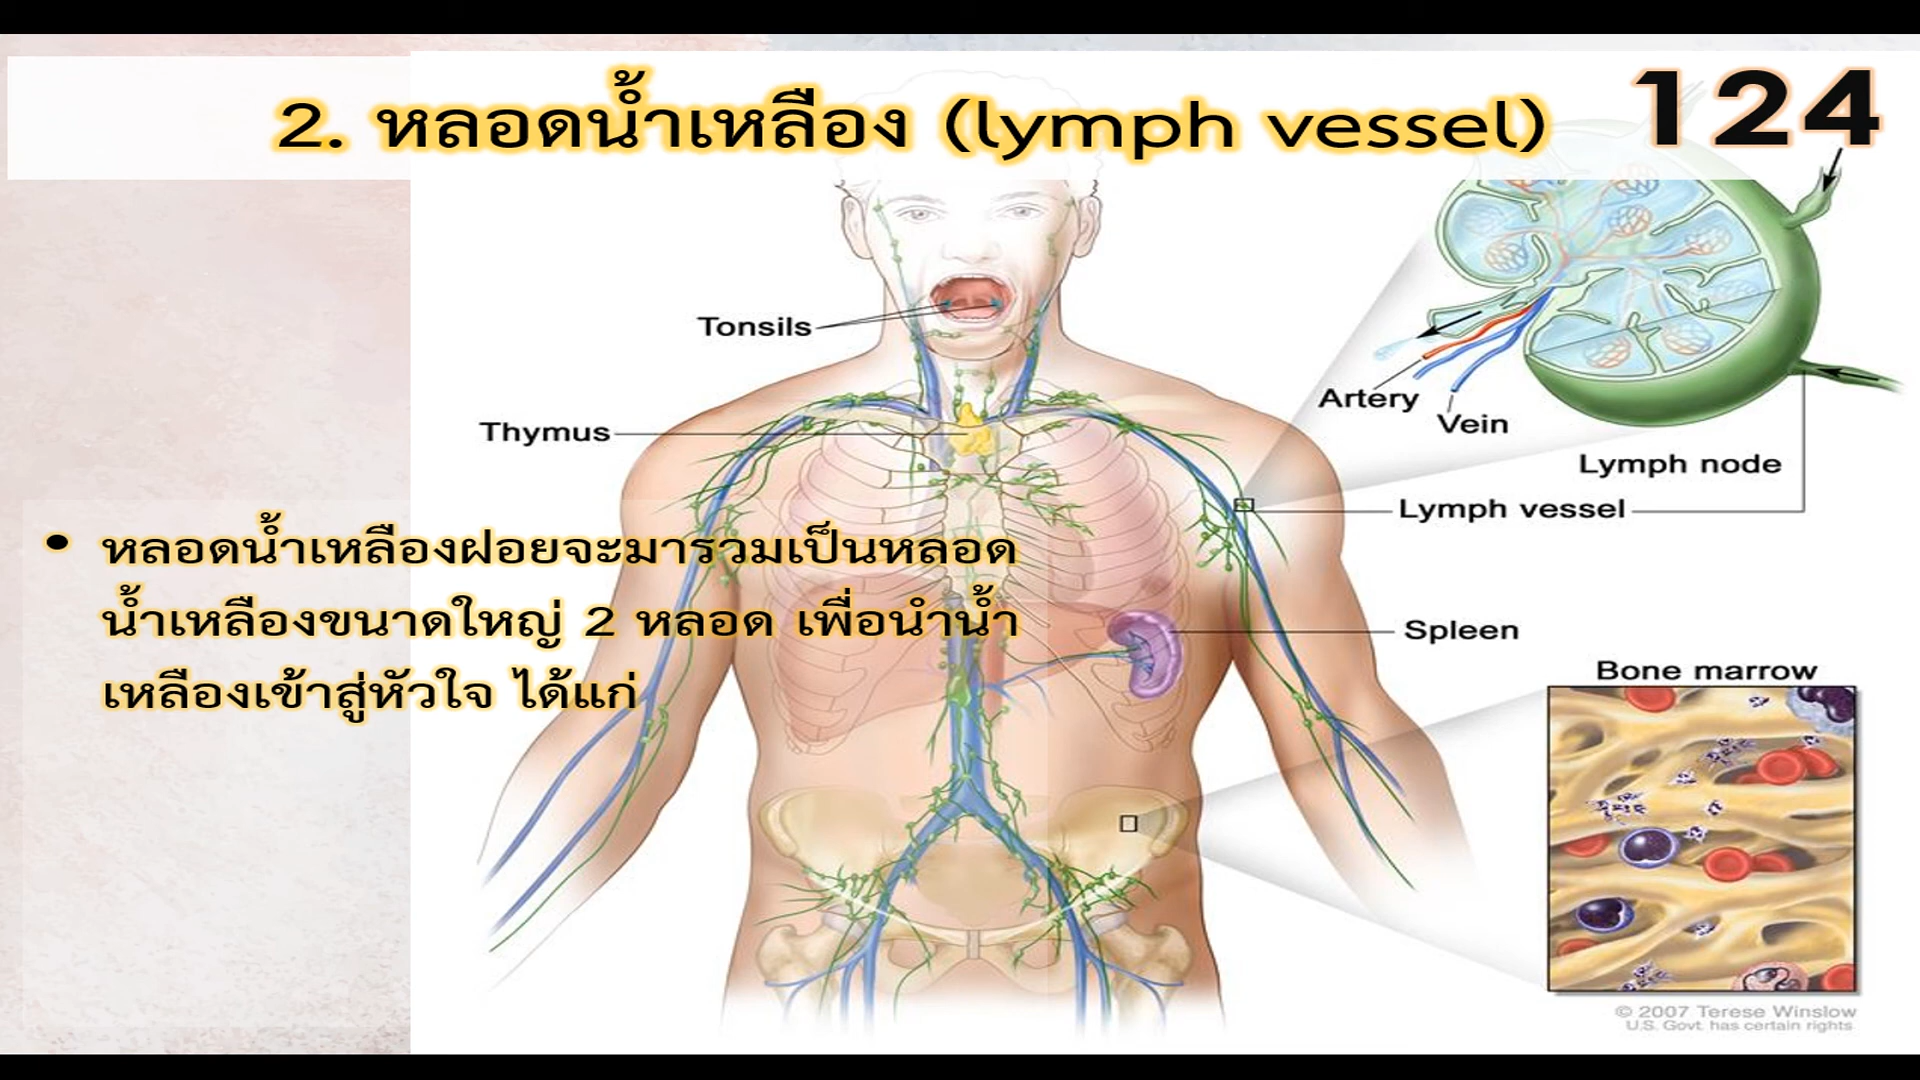 2. หลอดน้ำเหลือง (lymph vessel)
124
Tonsils
Thymus
Artery
Vein
Lymph node
Lymph vessel
• หลอดน้ำเหลืองฝอยจะมารวมเป็นหลอด
น้ำเหลืองขนาดใหญ่ 2 หลอด เพื่อนำน้ำ
เหลืองเข้าสู่หัวใจ ได้แก่
Spleen
Bone marrow
© 2007 Terese Winslow
U.S. Govt. has certain rights